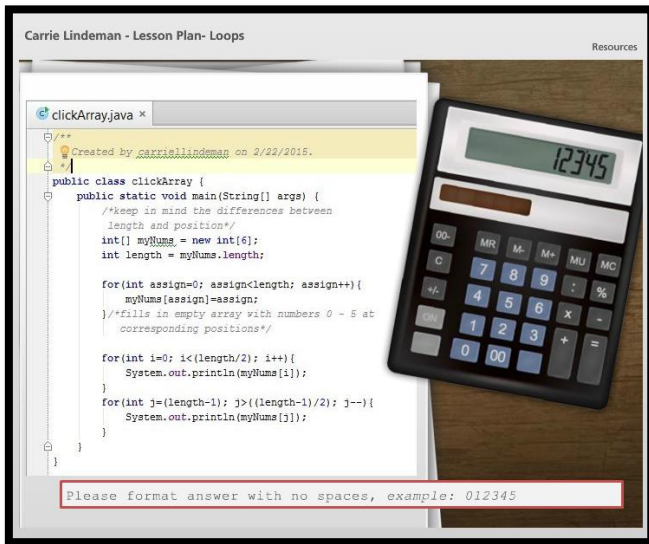 Carrie Lindeman - Lesson Plan- Loops
Resources
clickArray.java ×
/**
Created by carriellindeman on 2/22/2015.
*/
public class clickArray {
public static void main(String[] args) {
/*keep in mind the differences between
length and position*/
int[] myNums = new int[6];
int length = myNums.length;
for(int assign=0; assign<length; assign++){
myNums[assign]=assign;
}/*fills in empty array with numbers 0 - 5 at
corresponding positions*/
for(int i=0; i<(length/2); i++){
System.out.println(myNums[i]);
}
for(int j=(length-1); j>((length-1)/2); j--){
System.out.println(myNums[j]);
}
}
}
12345
00- MR M- M+ MU MC
C 7 8 9 : %
+/- 4 5 6 x -
ON 1 2 3 + =
0 00
Please format answer with no spaces, example: 012345